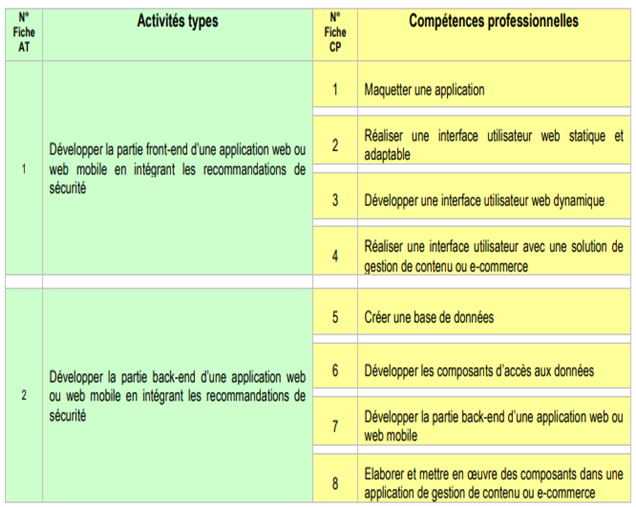 N°
Fiche
AT
Activités types
N°
Fiche
CP
Compétences professionnelles
1
Développer la partie front-end d'une application web ou
web mobile en intégrant les recommandations de
sécurité
1
Maquetter une application
2
Réaliser une interface utilisateur web statique et
adaptable
3
Développer une interface utilisateur web dynamique
4
Réaliser une interface utilisateur avec une solution de
gestion de contenu ou e-commerce
2
Développer la partie back-end d'une application web
ou web mobile en intégrant les recommandations de
sécurité
5
Créer une base de données
6
Développer les composants d'accès aux données
7
Développer la partie back-end d'une application web ou
web mobile
8
Elaborer et mettre en œuvre des composants dans une
application de gestion de contenu ou e-commerce